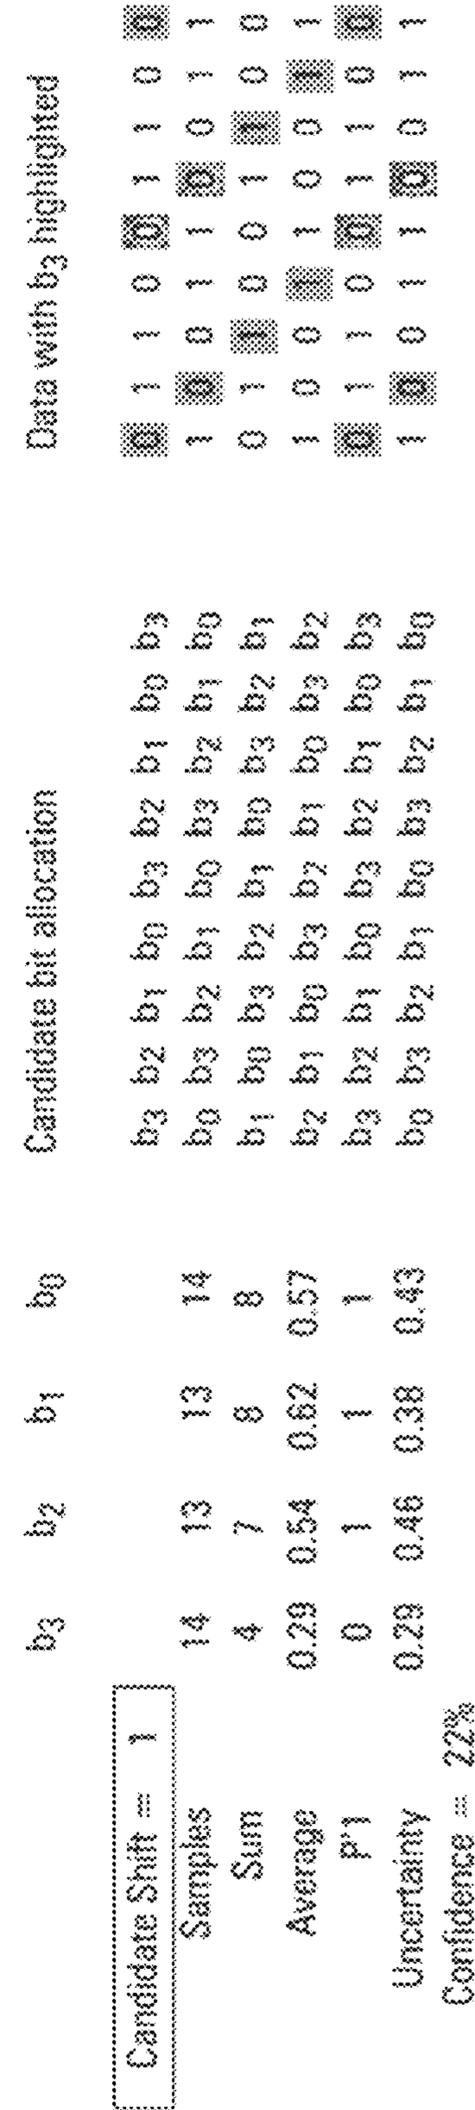 b3 b2 b1 b0 Candidate bit allocation Data with b3 highlighted
Candidate Shift = 1 b3 b2 b1 b0 b3 b2 b1 b0 b3 0 1 1 0 0 1 1 0 0
Samples 14 13 13 14 b0 b3 b2 b1 b0 b3 b2 b1 b0 1 0 0 1 1 0 0 1 1
Sum 4 7 8 8 b1 b0 b3 b2 b1 b0 b3 b2 b1 0 1 1 0 0 1 1 0 0
Average 0.29 0.54 0.62 0.57 b2 b1 b0 b3 b2 b1 b0 b3 b2 1 0 0 1 1 0 0 1 1
P'1 0 1 1 1 b3 b2 b1 b0 b3 b2 b1 b0 b3 0 1 1 0 0 1 1 0 0
Uncertainty 0.29 0.46 0.38 0.43 b0 b3 b2 b1 b0 b3 b2 b1 b0 1 0 0 1 1 0 0 1 1
Confidence = 22%